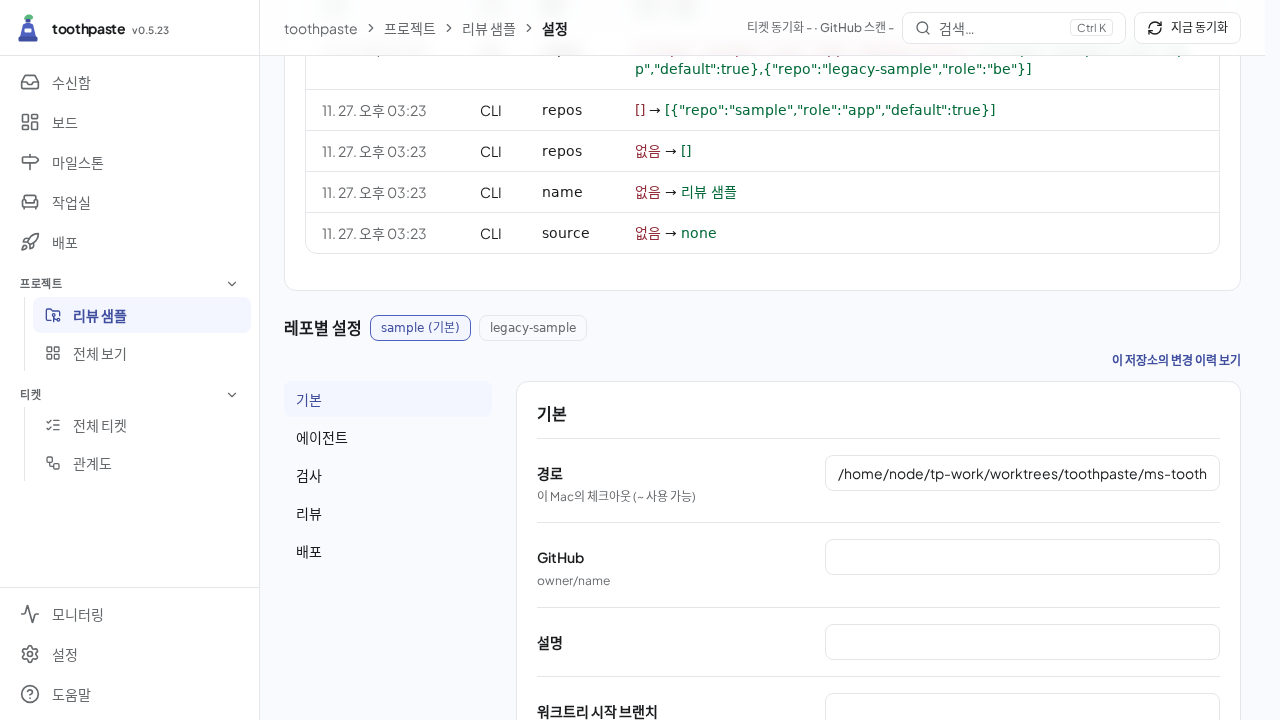 toothpaste v0.5.23
toothpaste > 프로젝트 > 리뷰 샘플 > 설정
티켓 동기화 - · GitHub 스캔 -
검색... Ctrl K
지금 동기화
수신함
보드
마일스톤
작업실
배포
프로젝트
리뷰 샘플
전체 보기
티켓
전체 티켓
관계도
모니터링
설정
도움말
p","default":true},{"repo":"legacy-sample","role":"be"}]
11. 27. 오후 03:23 CLI repos [] → [{"repo":"sample","role":"app","default":true}]
11. 27. 오후 03:23 CLI repos 없음 → []
11. 27. 오후 03:23 CLI name 없음 → 리뷰 샘플
11. 27. 오후 03:23 CLI source 없음 → none
레포별 설정 sample (기본) legacy-sample
이 저장소의 변경 이력 보기
기본
에이전트
검사
리뷰
배포
기본
경로 /home/node/tp-work/worktrees/toothpaste/ms-tooth
이 Mac의 체크아웃 (~ 사용 가능)
GitHub
owner/name
설명
워크트리 시작 브랜치